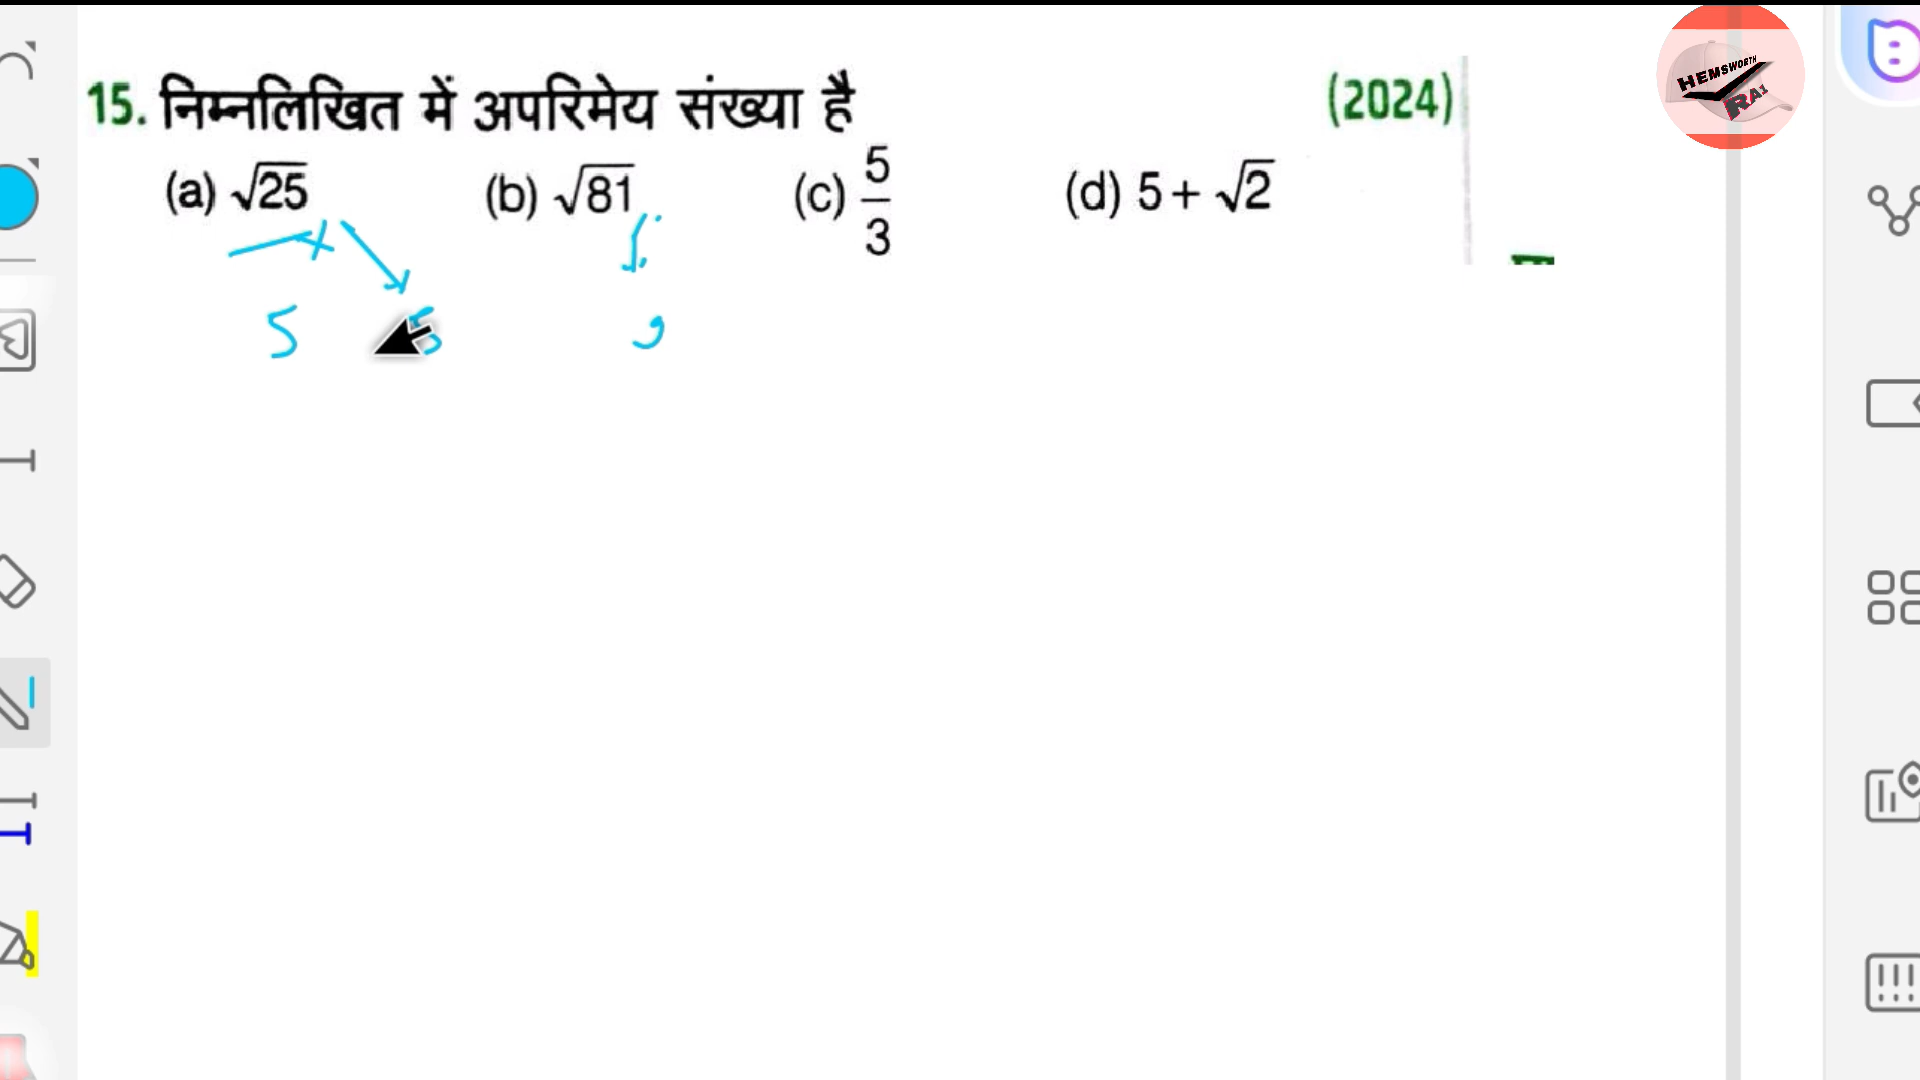 15. निम्नलिखित में अपरिमेय संख्या है (2024)
(a) √25 (b) √81 (c) 5/3 (d) 5 + √2
5 5 9
HEMSWORTH
RAI